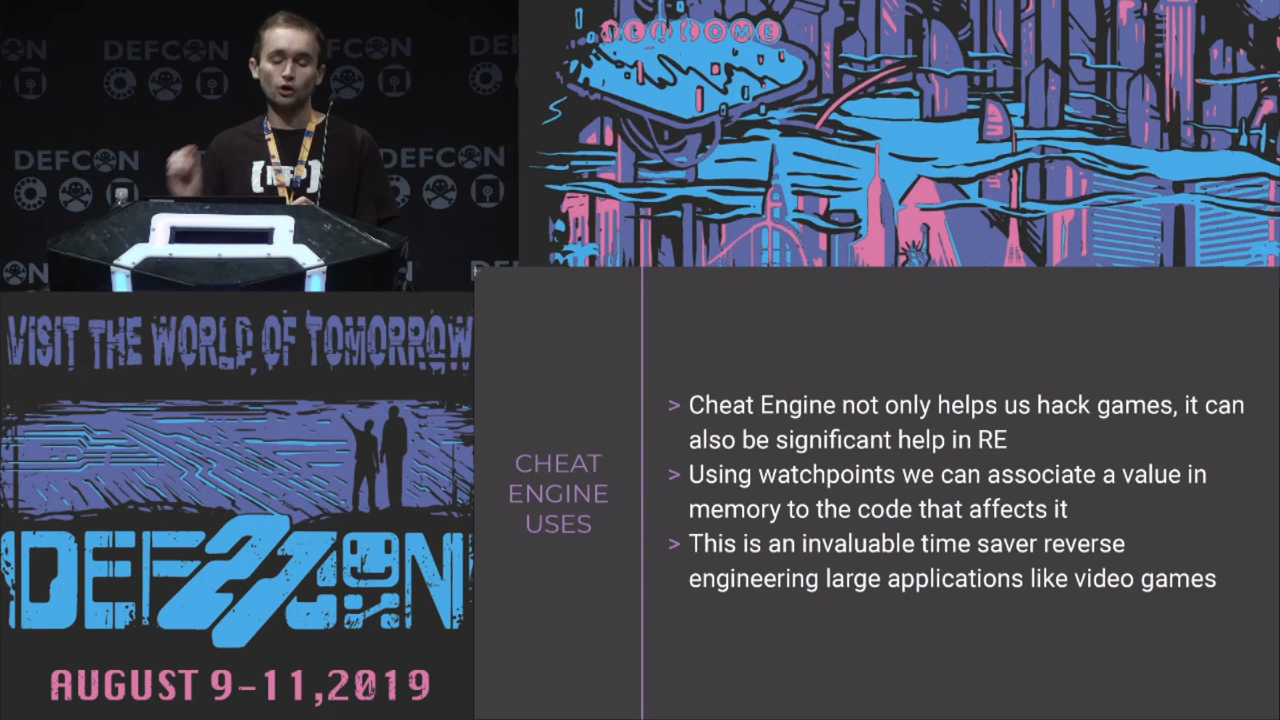 DEFCON
DEFCON
DEFCON
WELCOME
VISIT THE WORLD OF TOMORROW
DEF CON
27
AUGUST 9-11,2019
CHEAT
ENGINE
USES
> Cheat Engine not only helps us hack games, it can
also be significant help in RE
> Using watchpoints we can associate a value in
memory to the code that affects it
> This is an invaluable time saver reverse
engineering large applications like video games